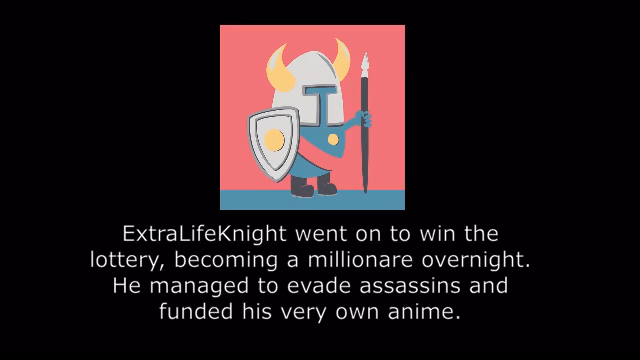 ExtraLifeKnight went on to win the
lottery, becoming a millionare overnight.
He managed to evade assassins and
funded his very own anime.